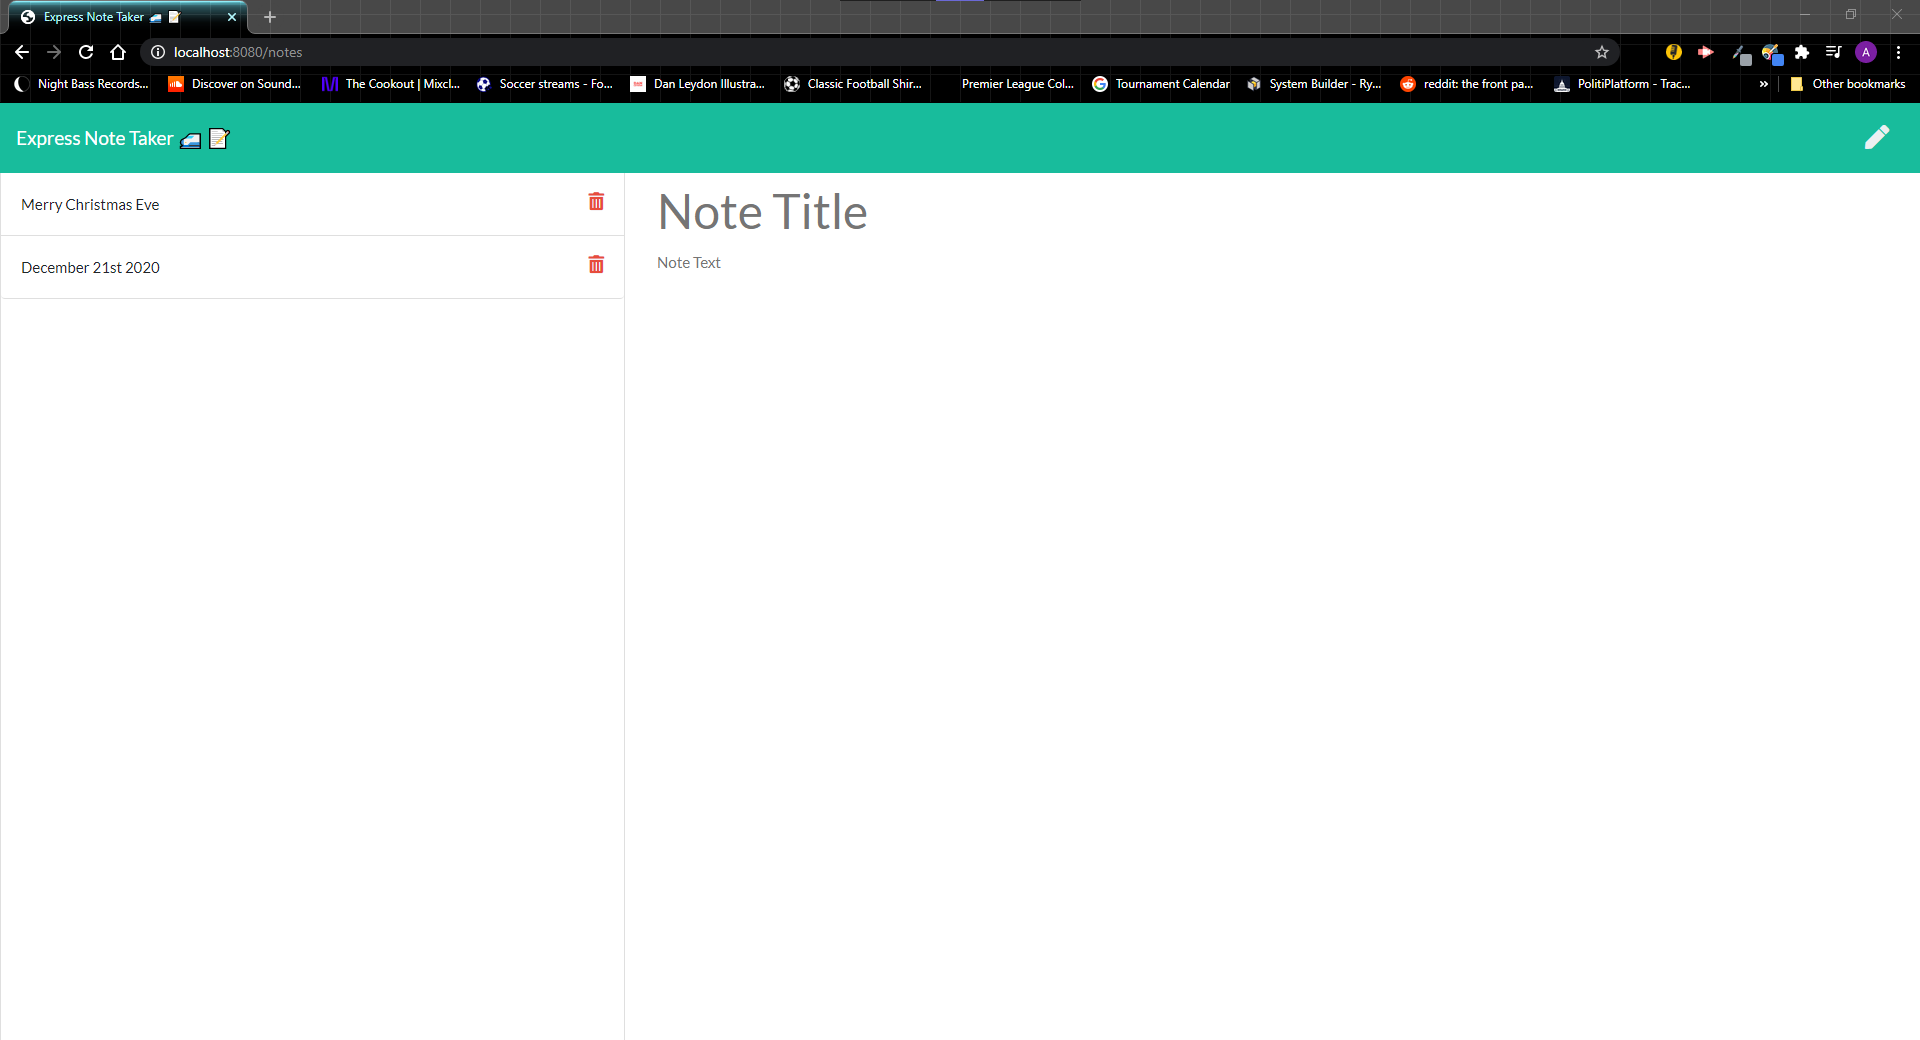 Express Note Taker 🚅 📝
localhost:8080/notes
Night Bass Records...
Discover on Sound...
The Cookout | Mixcl...
Soccer streams - Fo...
Dan Leydon Illustra...
Classic Football Shir...
Premier League Col...
Tournament Calendar
System Builder - Ry...
reddit: the front pa...
PolitiPlatform - Trac...
»
Other bookmarks
A
Express Note Taker 🚅 📝
Merry Christmas Eve
December 21st 2020
Note Title
Note Text